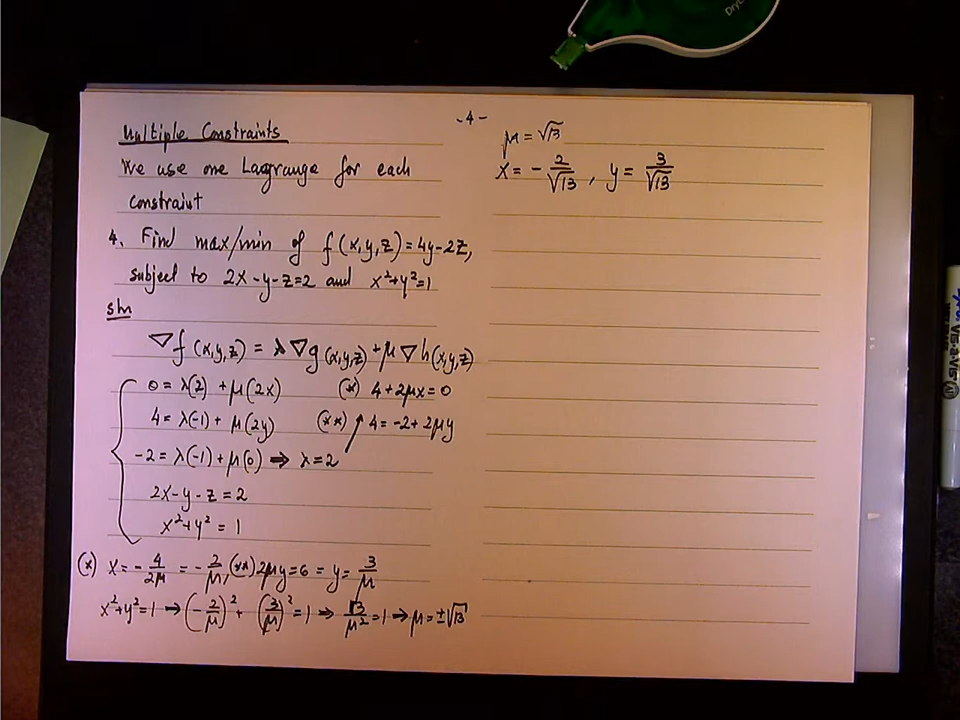 Multiple Constraints
We use one Lagrange for each
constraint
4. Find max/min of f(x,y,z)=4y-2z,
subject to 2x-y-z=2 and x²+y²=1
sln
∇f(x,y,z) = λ∇g(x,y,z)+μ∇h(x,y,z)
0=λ(2)+μ(2x) (*) 4+2μx=0
4=λ(-1)+μ(2y) (**) 4=-2+2μy
-2=λ(-1)+μ(0) ⇒ λ=2
2x-y-z=2
x²+y²=1
(*) x=-4/2μ = -2/μ, (**) 2μy=6 = y=3/μ
x²+y²=1 ⇒ (-2/μ)²+(3/μ)²=1 ⇒ 13/μ²=1 ⇒ μ=±√13
-4-
μ=√13
x=-2/√13, y=3/√13
Dry